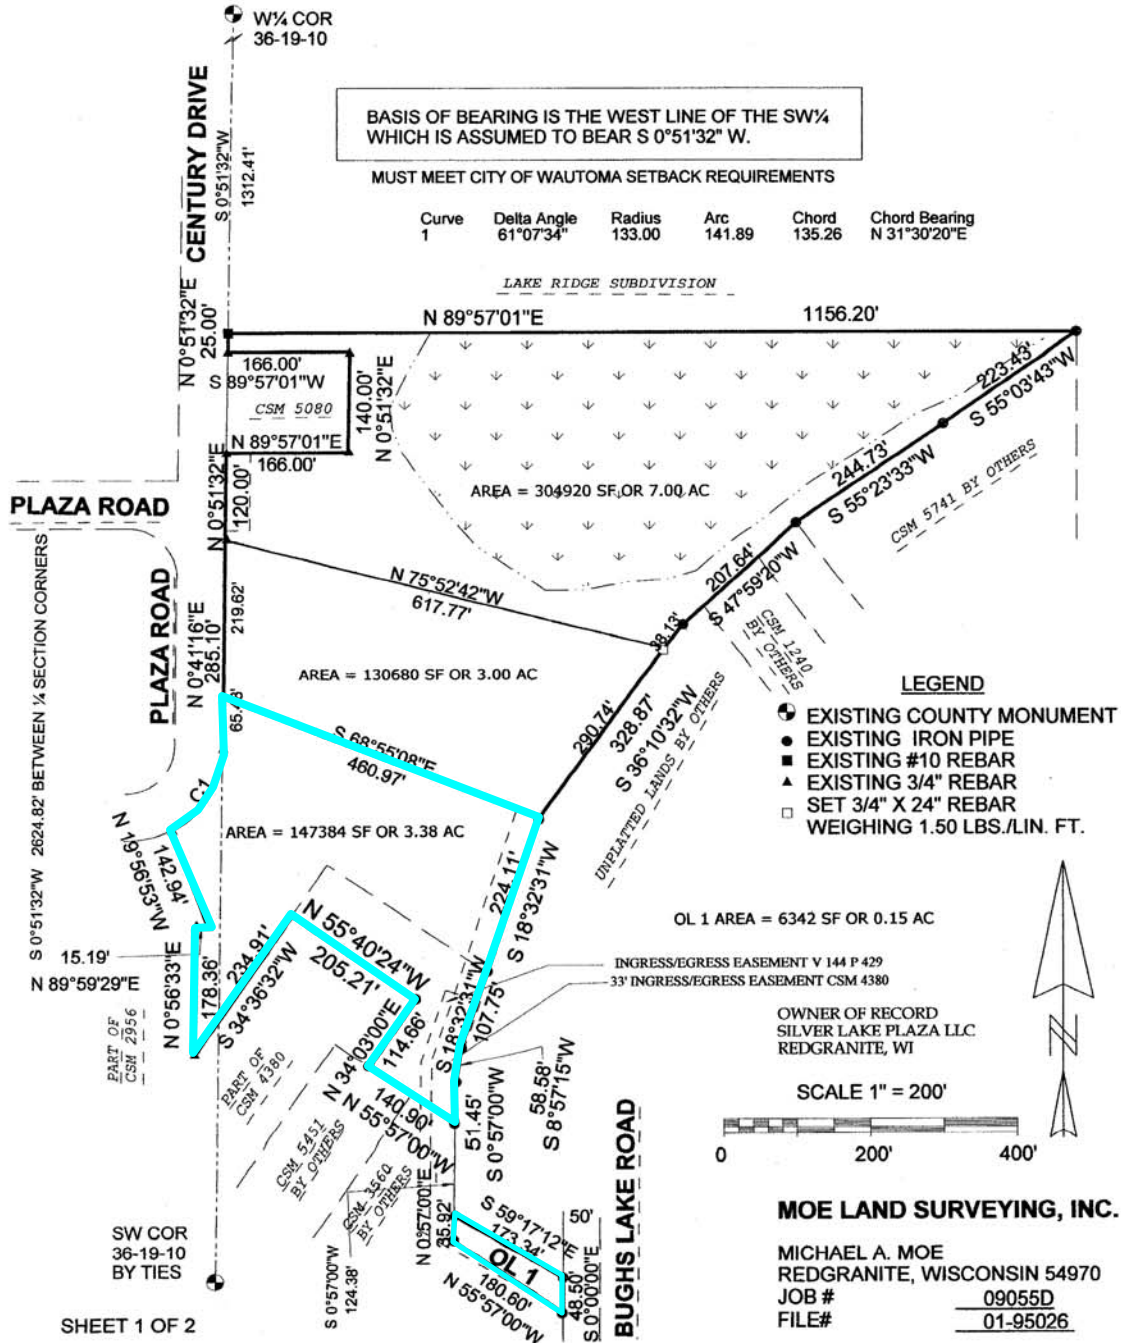 W¼ COR
36-19-10
CENTURY DRIVE
S 0°51'32"W
1312.41'
BASIS OF BEARING IS THE WEST LINE OF THE SW¼
WHICH IS ASSUMED TO BEAR S 0°51'32" W.
MUST MEET CITY OF WAUTOMA SETBACK REQUIREMENTS
Curve Delta Angle Radius Arc Chord Chord Bearing
1 61°07'34" 133.00 141.89 135.26 N 31°30'20"E
LAKE RIDGE SUBDIVISION
N 89°57'01"E 1156.20'
N 0°51'32"E
25.00'
166.00'
S 89°57'01"W
CSM 5080
140.00'
N 0°51'32"E
N 89°57'01"E
166.00'
N 0°51'32"E
120.00'
223.43'
S 55°03'43"W
244.73'
S 55°23'33"W
CSM 5741 BY OTHERS
AREA = 304920 SF OR 7.00 AC
PLAZA ROAD
PLAZA ROAD
S 0°51'32"W 2624.82' BETWEEN ¼ SECTION CORNERS
N 75°52'42"W
617.77'
207.64'
S 47°59'20"W
38.13'
CSM 1240
BY OTHERS
N 0°41'16"E
285.10'
219.62'
AREA = 130680 SF OR 3.00 AC
290.74'
328.87'
S 36°10'32"W
UNPLATTED LANDS BY OTHERS
S 68°55'08"E
460.97'
C1
AREA = 147384 SF OR 3.38 AC
N 19°56'53"W
142.94'
LEGEND
EXISTING COUNTY MONUMENT
EXISTING IRON PIPE
EXISTING #10 REBAR
EXISTING 3/4" REBAR
SET 3/4" X 24" REBAR
WEIGHING 1.50 LBS./LIN. FT.
224.11'
S 18°32'31"W
OL 1 AREA = 6342 SF OR 0.15 AC
15.19'
N 89°59'29"E
N 0°56'33"E
178.36'
234.91'
S 34°36'32"W
N 55°40'24"W
205.21'
INGRESS/EGRESS EASEMENT V 144 P 429
33' INGRESS/EGRESS EASEMENT CSM 4380
S 18°32'31"W
107.75'
N 34°03'00"E
114.66'
PART OF
CSM 2956
PART OF
CSM 4380
CSM 5451
BY OTHERS
CSM 3560
BY OTHERS
140.90'
N 55°57'00"W
51.45'
S 0°57'00"W
58.58'
S 8°57'15"W
OWNER OF RECORD
SILVER LAKE PLAZA LLC
REDGRANITE, WI
SCALE 1" = 200'
0 200' 400'
BUGHS LAKE ROAD
N 0°57'00"E
35.92'
S 0°57'00"W
124.38'
S 59°17'12"E
173.34'
50'
OL 1
180.60'
N 55°57'00"W
48.50'
S 0°00'00"E
SW COR
36-19-10
BY TIES
SHEET 1 OF 2
MOE LAND SURVEYING, INC.
MICHAEL A. MOE
REDGRANITE, WISCONSIN 54970
JOB # 09055D
FILE# 01-95026